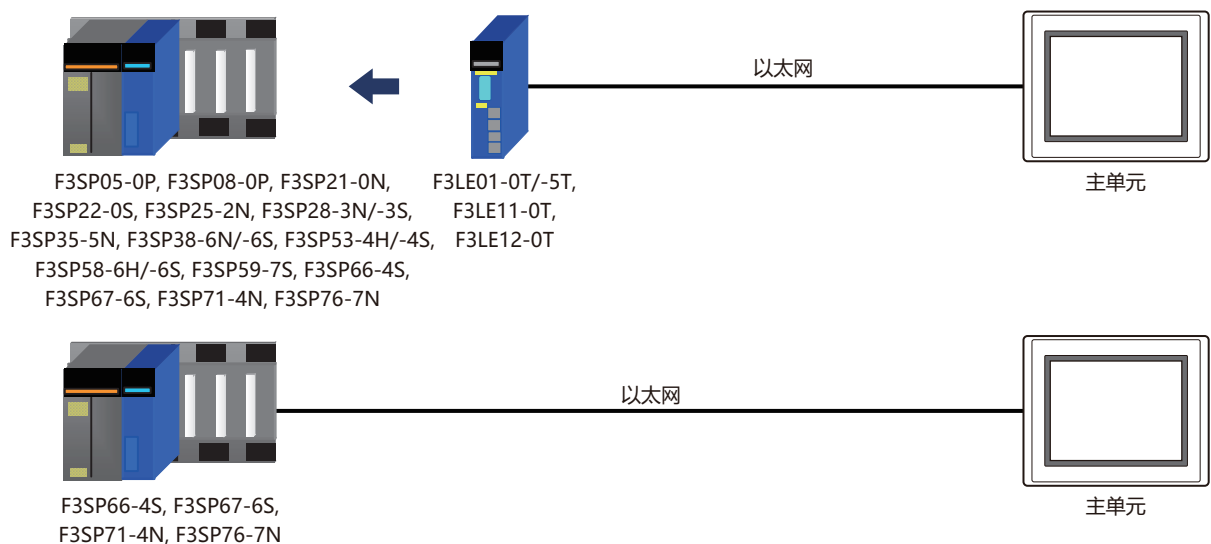 以太网
F3SP05-0P, F3SP08-0P, F3SP21-0N,
F3SP22-0S, F3SP25-2N, F3SP28-3N/-3S,
F3SP35-5N, F3SP38-6N/-6S, F3SP53-4H/-4S,
F3SP58-6H/-6S, F3SP59-7S, F3SP66-4S,
F3SP67-6S, F3SP71-4N, F3SP76-7N
F3LE01-0T/-5T,
F3LE11-0T,
F3LE12-0T
主单元
以太网
F3SP66-4S, F3SP67-6S,
F3SP71-4N, F3SP76-7N
主单元